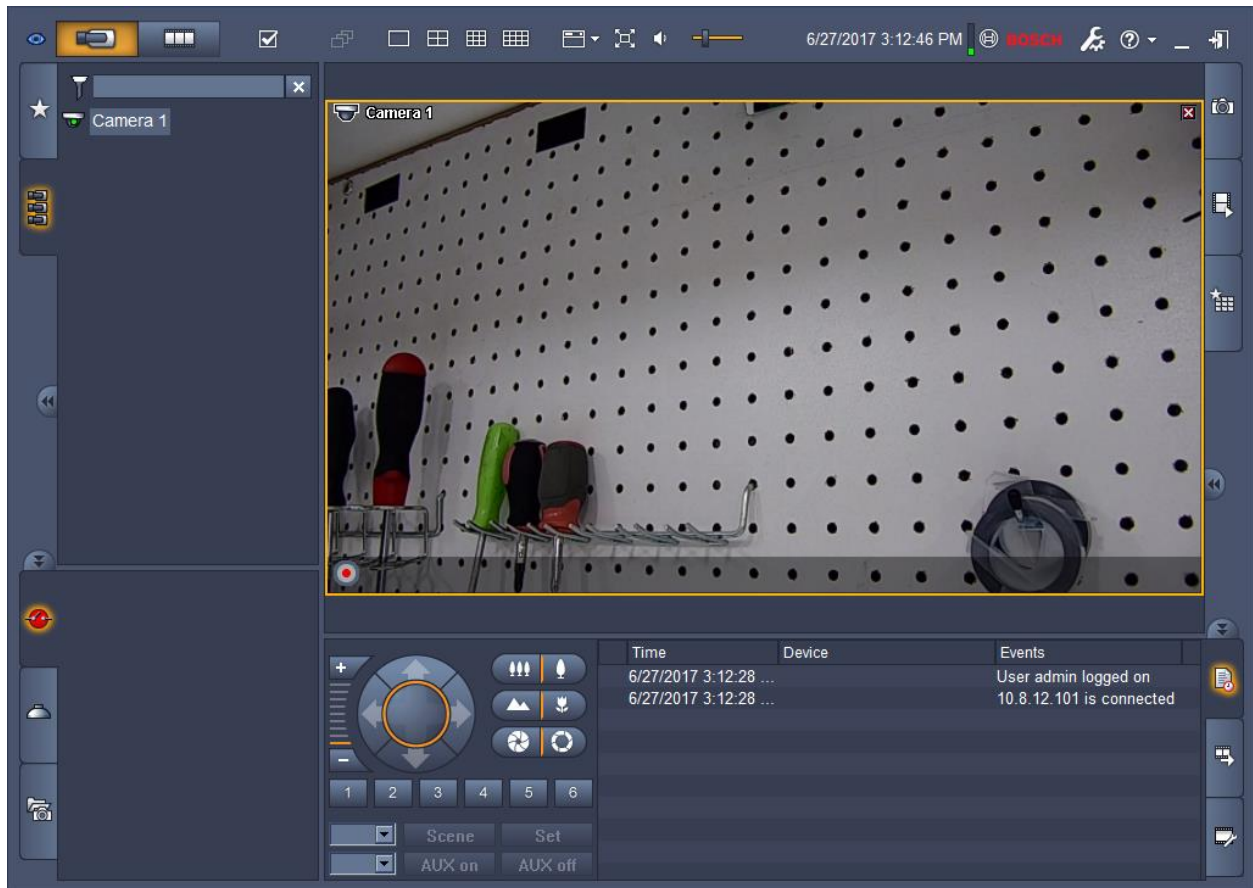 6/27/2017 3:12:46 PM BOSCH
Camera 1
Camera 1
Time Device Events
6/27/2017 3:12:28 ... User admin logged on
6/27/2017 3:12:28 ... 10.8.12.101 is connected
+
−
1 2 3 4 5 6
Scene Set
AUX on AUX off